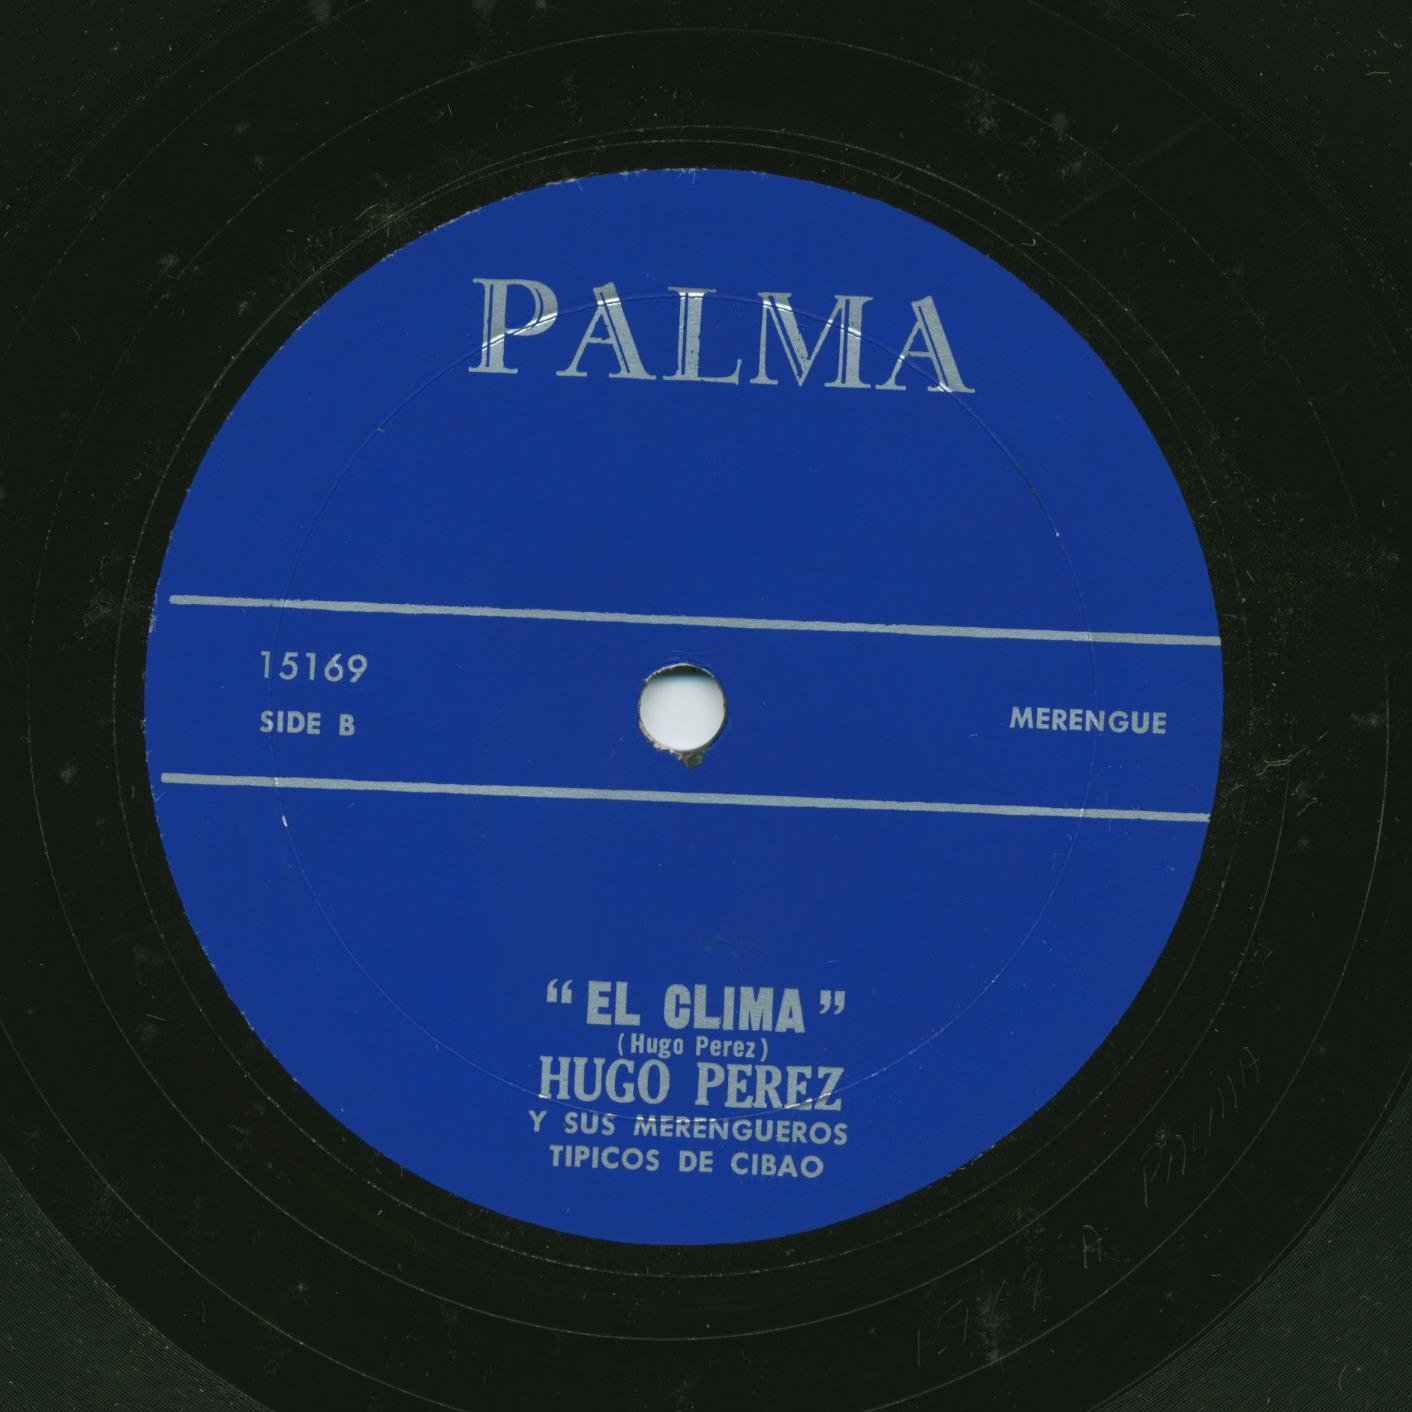 PALMA
15169
SIDE B
MERENGUE
“EL CLIMA”
(Hugo Perez)
HUGO PEREZ
Y SUS MERENGUEROS
TIPICOS DE CIBAO
15169 A PALMA